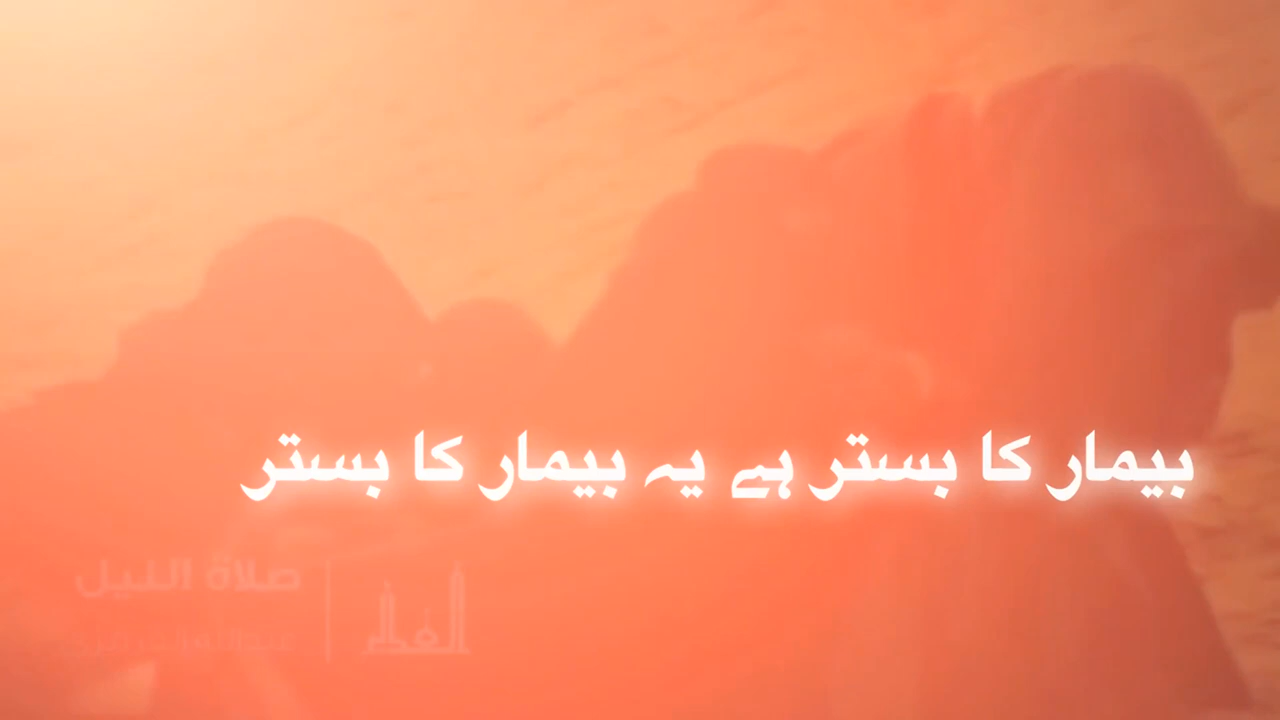 بیمار کا بستر ہے یہ بیمار کا بستر
صلاة الليل